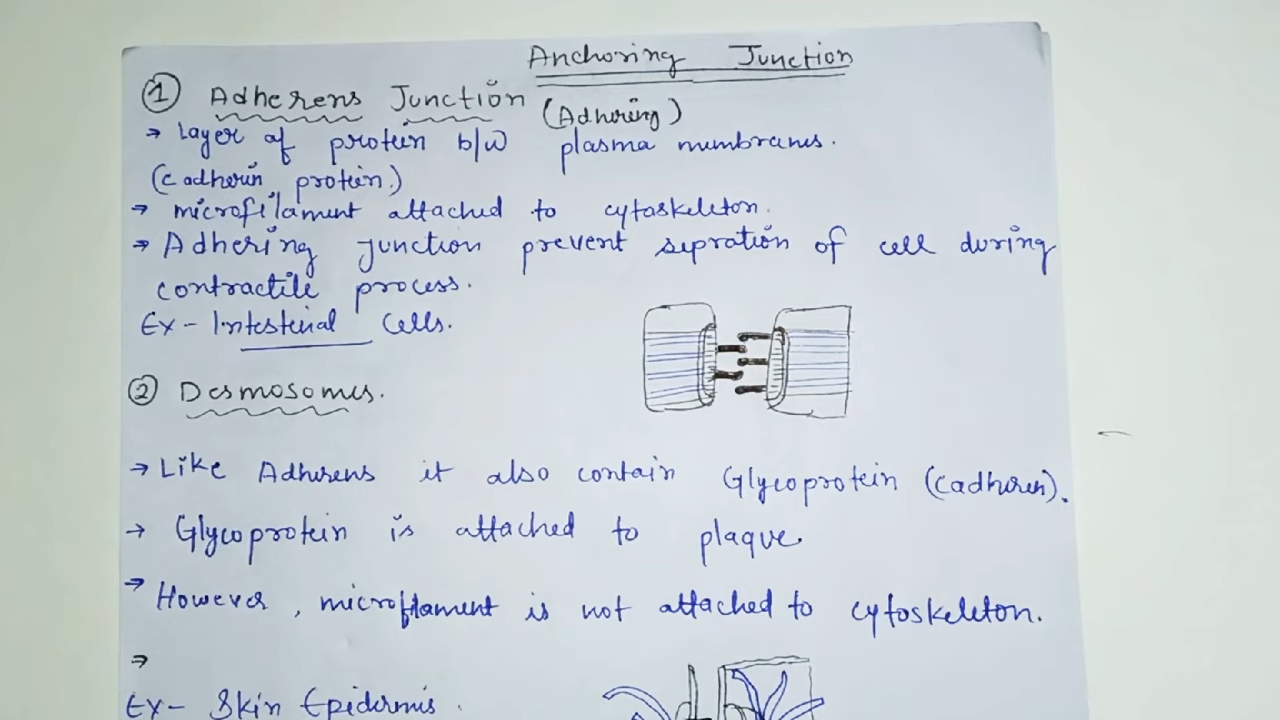 Anchoring Junction
① Adherens Junction (Adhering)
→ Layer of protein b/w plasma membranes.
(cadherin protein.)
→ microfilament attached to cytoskeleton.
→ Adhering junction prevent sepration of cell during
contractile process.
Ex - Intestinal cells.
② Desmosomes.
→ Like Adherens it also contain Glycoprotein (cadherin).
→ Glycoprotein is attached to plaque
→ However, microfilament is not attached to cytoskeleton.
→
Ex - Skin Epidermis.